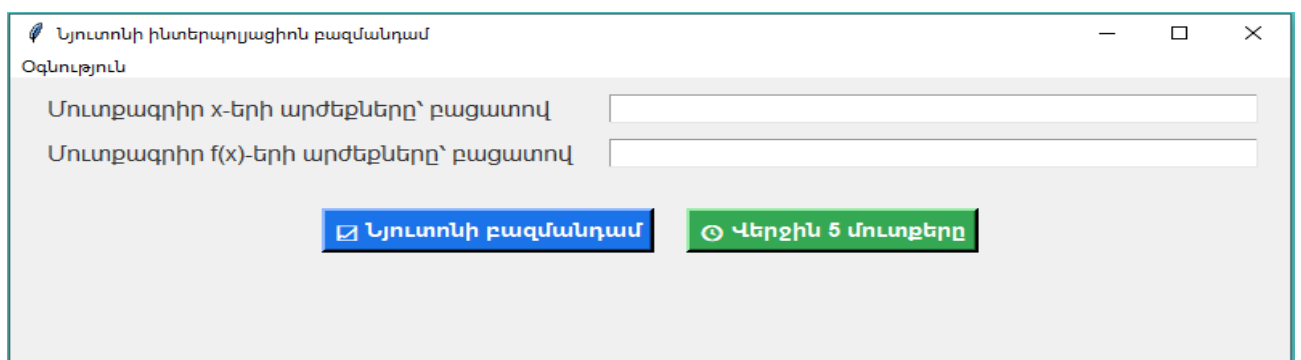 Նյուտոնի ինտերպոլյացիոն բազմանդամ
Օգնություն
Մուտքագրիր x-երի արժեքները՝ բացատով
Մուտքագրիր f(x)-երի արժեքները՝ բացատով
Նյուտոնի բազմանդամ
Վերջին 5 մուտքերը